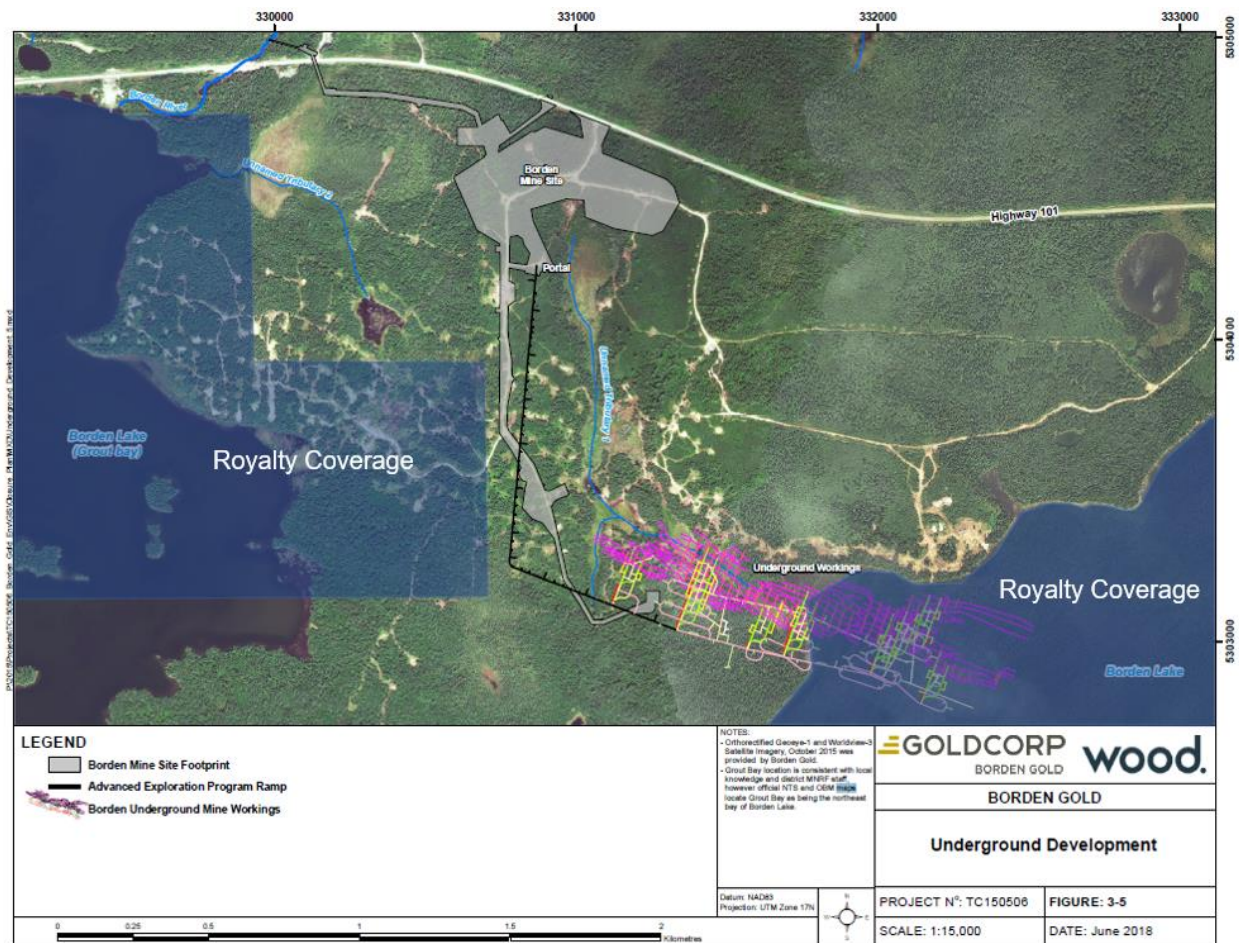 330000
331000
332000
333000
5305000
Borden River
Unnamed Tributary 2
Borden
Mine Site
Highway 101
Portal
5304000
Unnamed Tributary 1
Borden Lake
(Grout bay)
Royalty Coverage
Underground Workings
Royalty Coverage
5303000
Borden Lake
LEGEND
Borden Mine Site Footprint
Advanced Exploration Program Ramp
Borden Underground Mine Workings
NOTES:
- Orthorectified Geoeye-1 and Worldview-3
Satellite Imagery, October 2015 was
provided by Borden Gold.
- Grout Bay location is consistent with local
knowledge and district MNRF staff,
however official NTS and OBM maps
locate Grout Bay as being the northeast
bay of Borden Lake.
GOLDCORP
BORDEN GOLD
wood.
BORDEN GOLD
Underground Development
Datum: NAD83
Projection: UTM Zone 17N
N
W
E
S
PROJECT Nº: TC150506
FIGURE: 3-5
SCALE: 1:15,000
DATE: June 2018
0
0.25
0.5
1
1.5
2
Kilometres